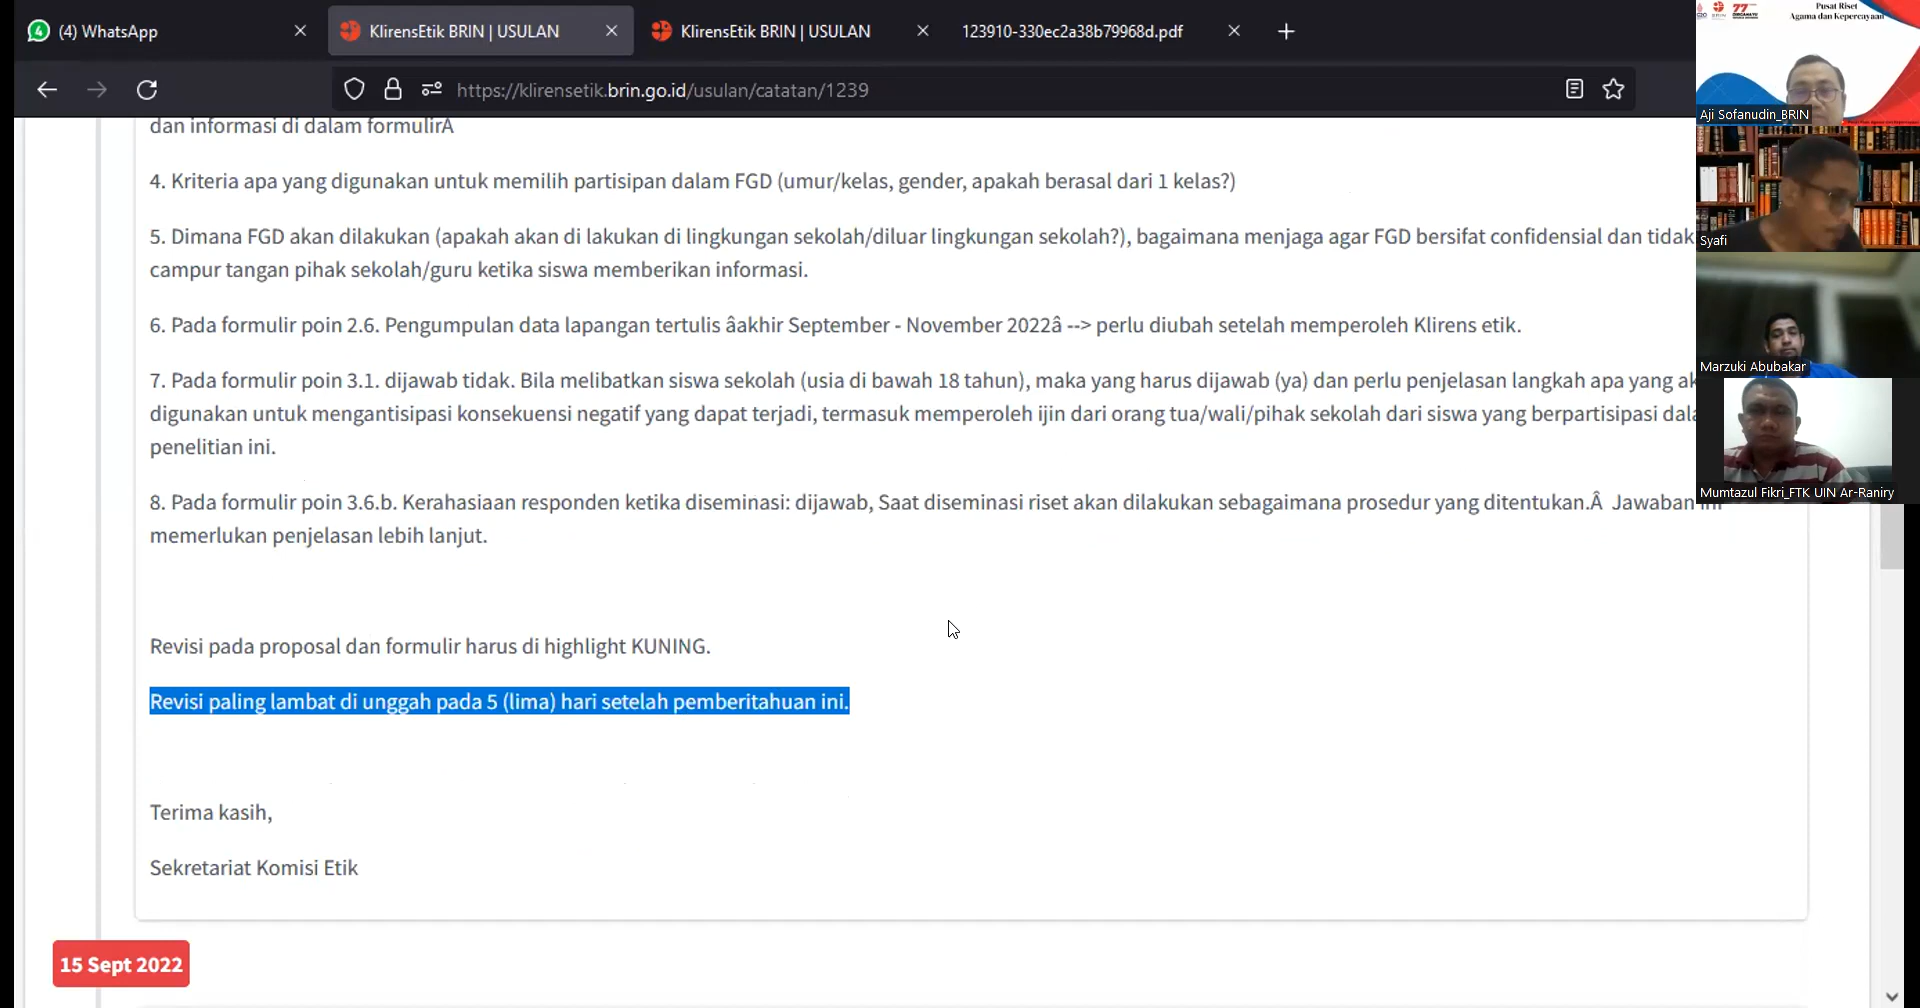 (4) WhatsApp
KlirensEtik BRIN | USULAN
KlirensEtik BRIN | USULAN
123910-330ec2a38b79968d.pdf
https://klirensetik.brin.go.id/usulan/catatan/1239
Pusat Riset
Agama dan Kepercayaan
77
Aji Sofanudin_BRIN
Syafi
Marzuki Abubakar
Mumtazul Fikri_FTK UIN Ar-Raniry
dan informasi di dalam formulirÂ
4. Kriteria apa yang digunakan untuk memilih partisipan dalam FGD (umur/kelas, gender, apakah berasal dari 1 kelas?)
5. Dimana FGD akan dilakukan (apakah akan di lakukan di lingkungan sekolah/diluar lingkungan sekolah?), bagaimana menjaga agar FGD bersifat confidensial dan tidak
campur tangan pihak sekolah/guru ketika siswa memberikan informasi.
6. Pada formulir poin 2.6. Pengumpulan data lapangan tertulis âakhir September - November 2022â --> perlu diubah setelah memperoleh Klirens etik.
7. Pada formulir poin 3.1. dijawab tidak. Bila melibatkan siswa sekolah (usia di bawah 18 tahun), maka yang harus dijawab (ya) dan perlu penjelasan langkah apa yang
digunakan untuk mengantisipasi konsekuensi negatif yang dapat terjadi, termasuk memperoleh ijin dari orang tua/wali/pihak sekolah dari siswa yang berpartisipasi
penelitian ini.
8. Pada formulir poin 3.6.b. Kerahasiaan responden ketika diseminasi: dijawab, Saat diseminasi riset akan dilakukan sebagaimana prosedur yang ditentukan.Â Jawaban ini
memerlukan penjelasan lebih lanjut.
Revisi pada proposal dan formulir harus di highlight KUNING.
Revisi paling lambat di unggah pada 5 (lima) hari setelah pemberitahuan ini.
Terima kasih,
Sekretariat Komisi Etik
15 Sept 2022